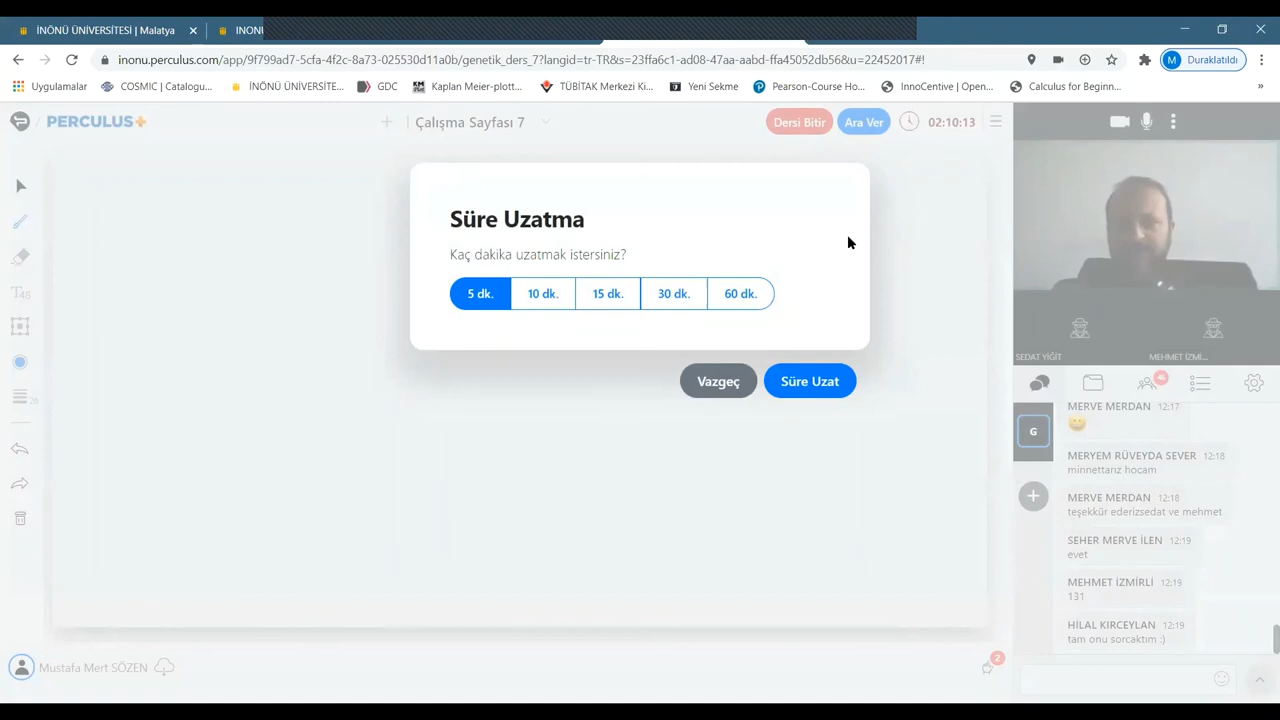 İNÖNÜ ÜNİVERSİTESİ | Malatya
INONU
inonu.perculus.com/app/9f799ad7-5cfa-4f2c-8a73-025530d11a0b/genetik_ders_7?langid=tr-TR&s=23ffa6c1-ad08-47aa-aabd-ffa45052db56&u=22452017#!
M Duraklatıldı
Uygulamalar
COSMIC | Catalogu...
İNÖNÜ ÜNİVERSİTE...
GDC
Kaplan Meier-plott...
TÜBİTAK Merkezi Ki...
Yeni Sekme
Pearson-Course Ho...
InnoCentive | Open...
Calculus for Beginn...
»
/ PERCULUS+
+ | Çalışma Sayfası 7
Dersi Bitir
Ara Ver
02:10:13
Süre Uzatma
Kaç dakika uzatmak istersiniz?
5 dk. 10 dk. 15 dk. 30 dk. 60 dk.
Vazgeç Süre Uzat
SEDAT YİĞİT
MEHMET İZMİ...
G
MERVE MERDAN 12:17
MERYEM RÜVEYDA SEVER 12:18
minnettarız hocam
MERVE MERDAN 12:18
teşekkür ederizsedat ve mehmet
SEHER MERVE İLEN 12:19
evet
MEHMET İZMİRLİ 12:19
131
HİLAL KIRCEYLAN 12:19
tam onu sorcaktım :)
Mustafa Mert SÖZEN
2